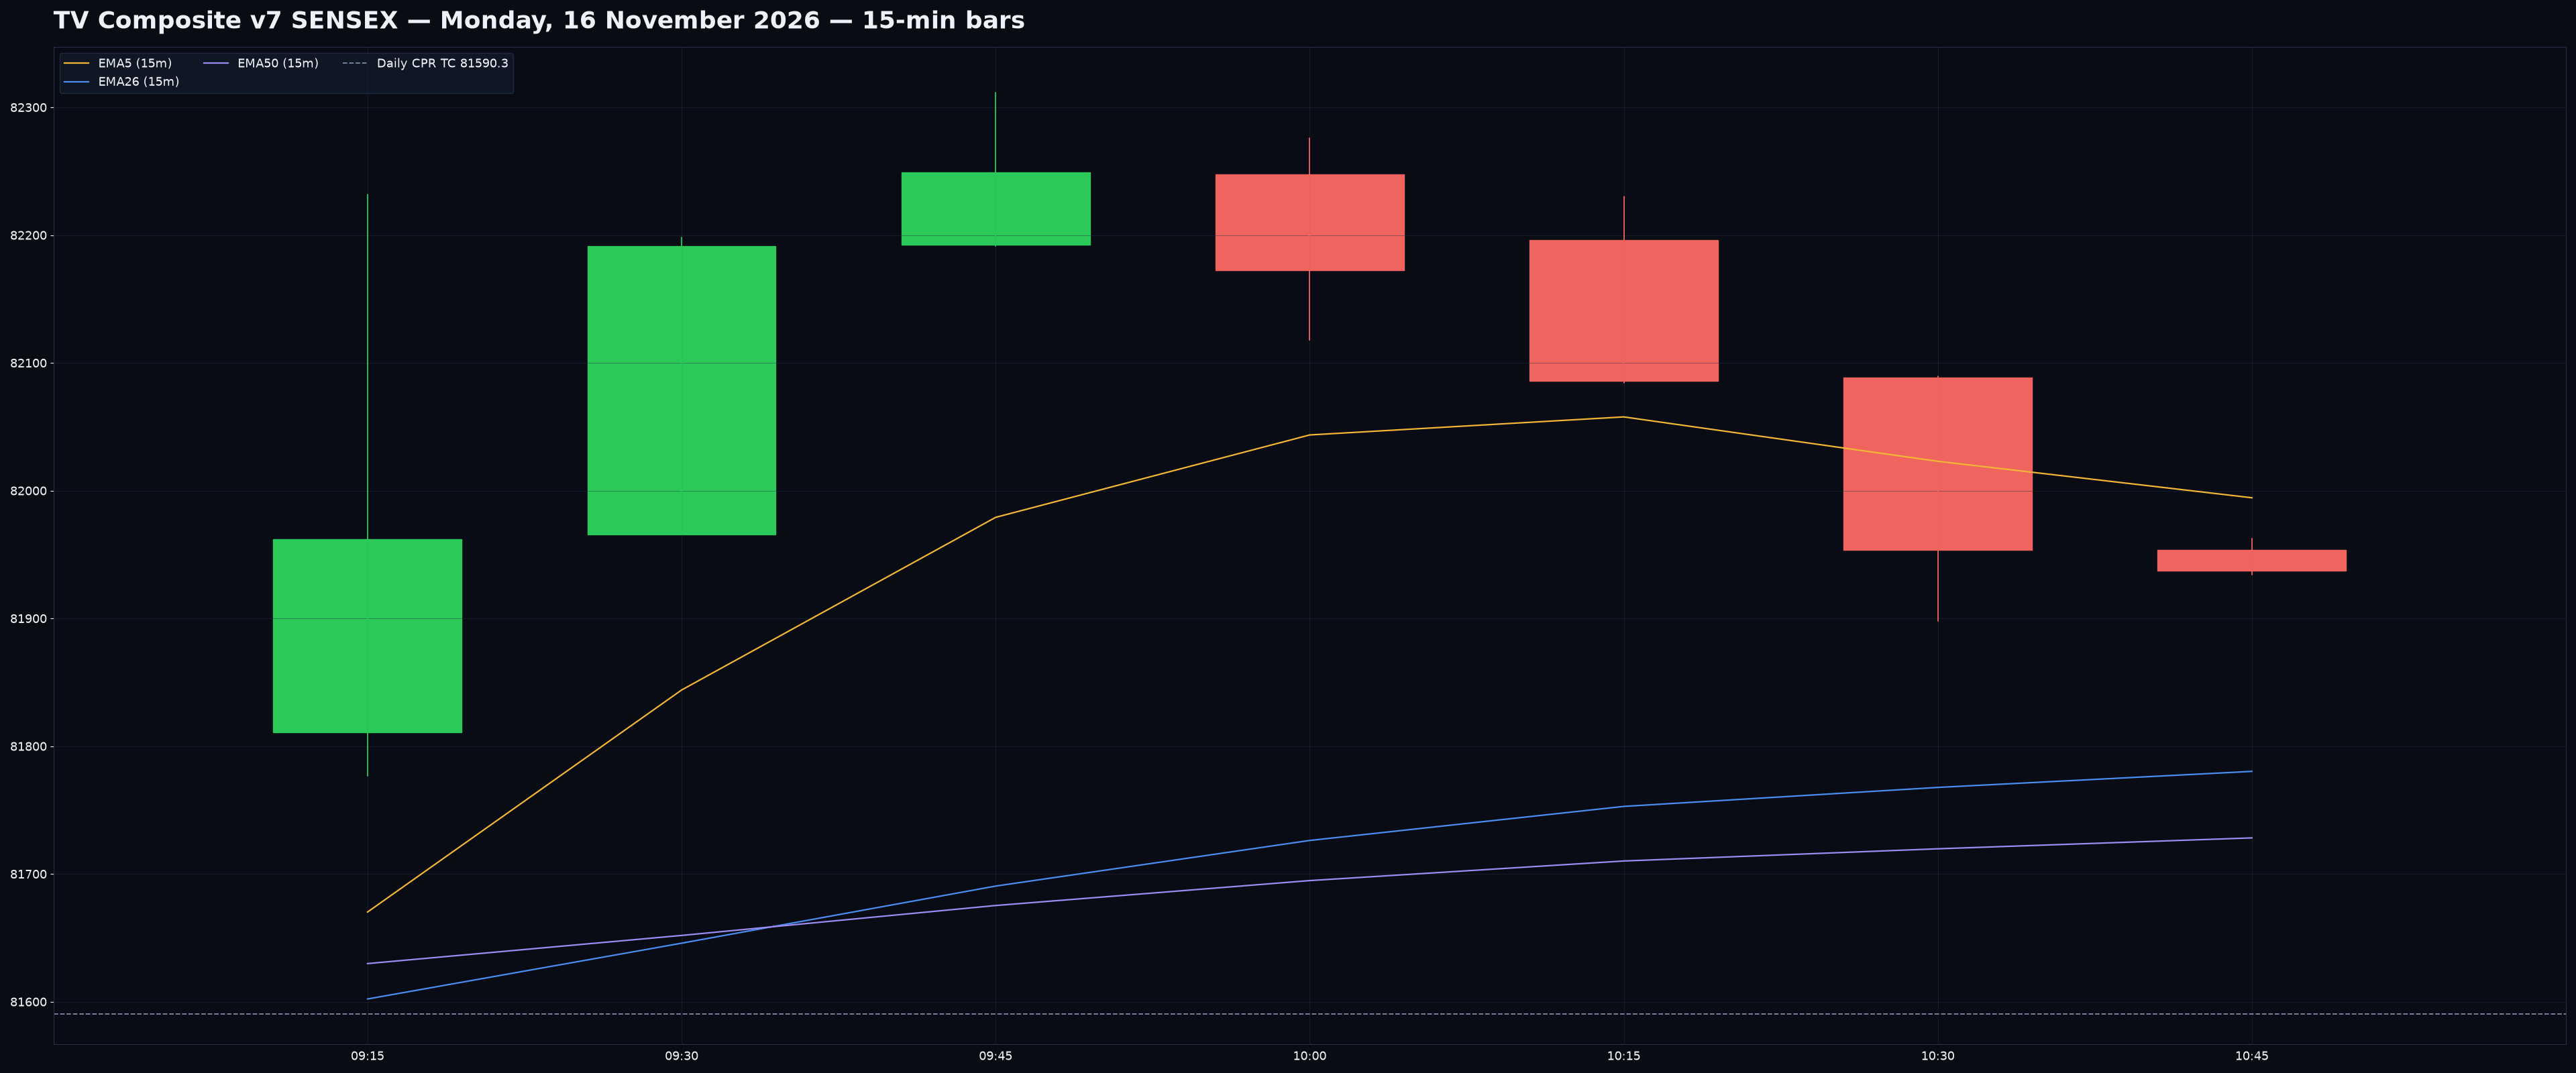 TV Composite v7 SENSEX — Monday, 16 November 2026 — 15-min bars
EMA5 (15m) EMA50 (15m) Daily CPR TC 81590.3
EMA26 (15m)
82300
82200
82100
82000
81900
81800
81700
81600
09:15 09:30 09:45 10:00 10:15 10:30 10:45